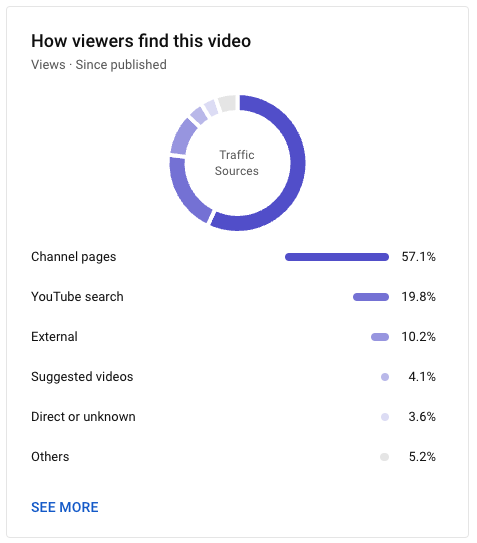 How viewers find this video
Views · Since published
Traffic
Sources
Channel pages 57.1%
YouTube search 19.8%
External 10.2%
Suggested videos 4.1%
Direct or unknown 3.6%
Others 5.2%
SEE MORE